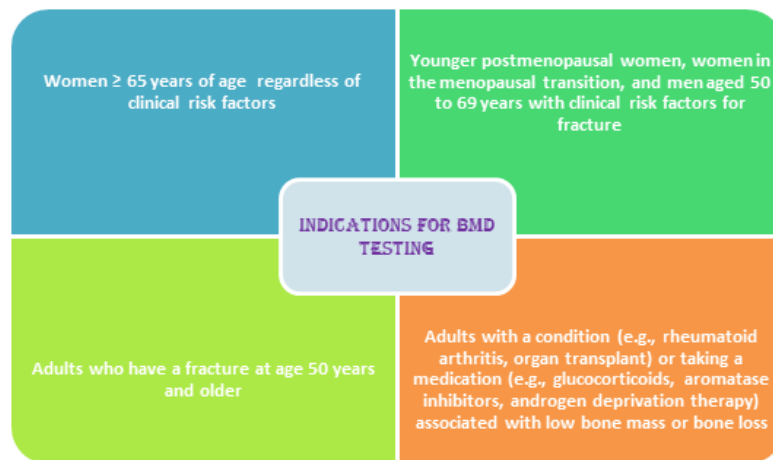 Women ≥ 65 years of age regardless of
clinical risk factors
Younger postmenopausal women, women in
the menopausal transition, and men aged 50
to 69 years with clinical risk factors for
fracture
INDICATIONS FOR BMD
TESTING
Adults who have a fracture at age 50 years
and older
Adults with a condition (e.g., rheumatoid
arthritis, organ transplant) or taking a
medication (e.g., glucocorticoids, aromatase
inhibitors, androgen deprivation therapy)
associated with low bone mass or bone loss